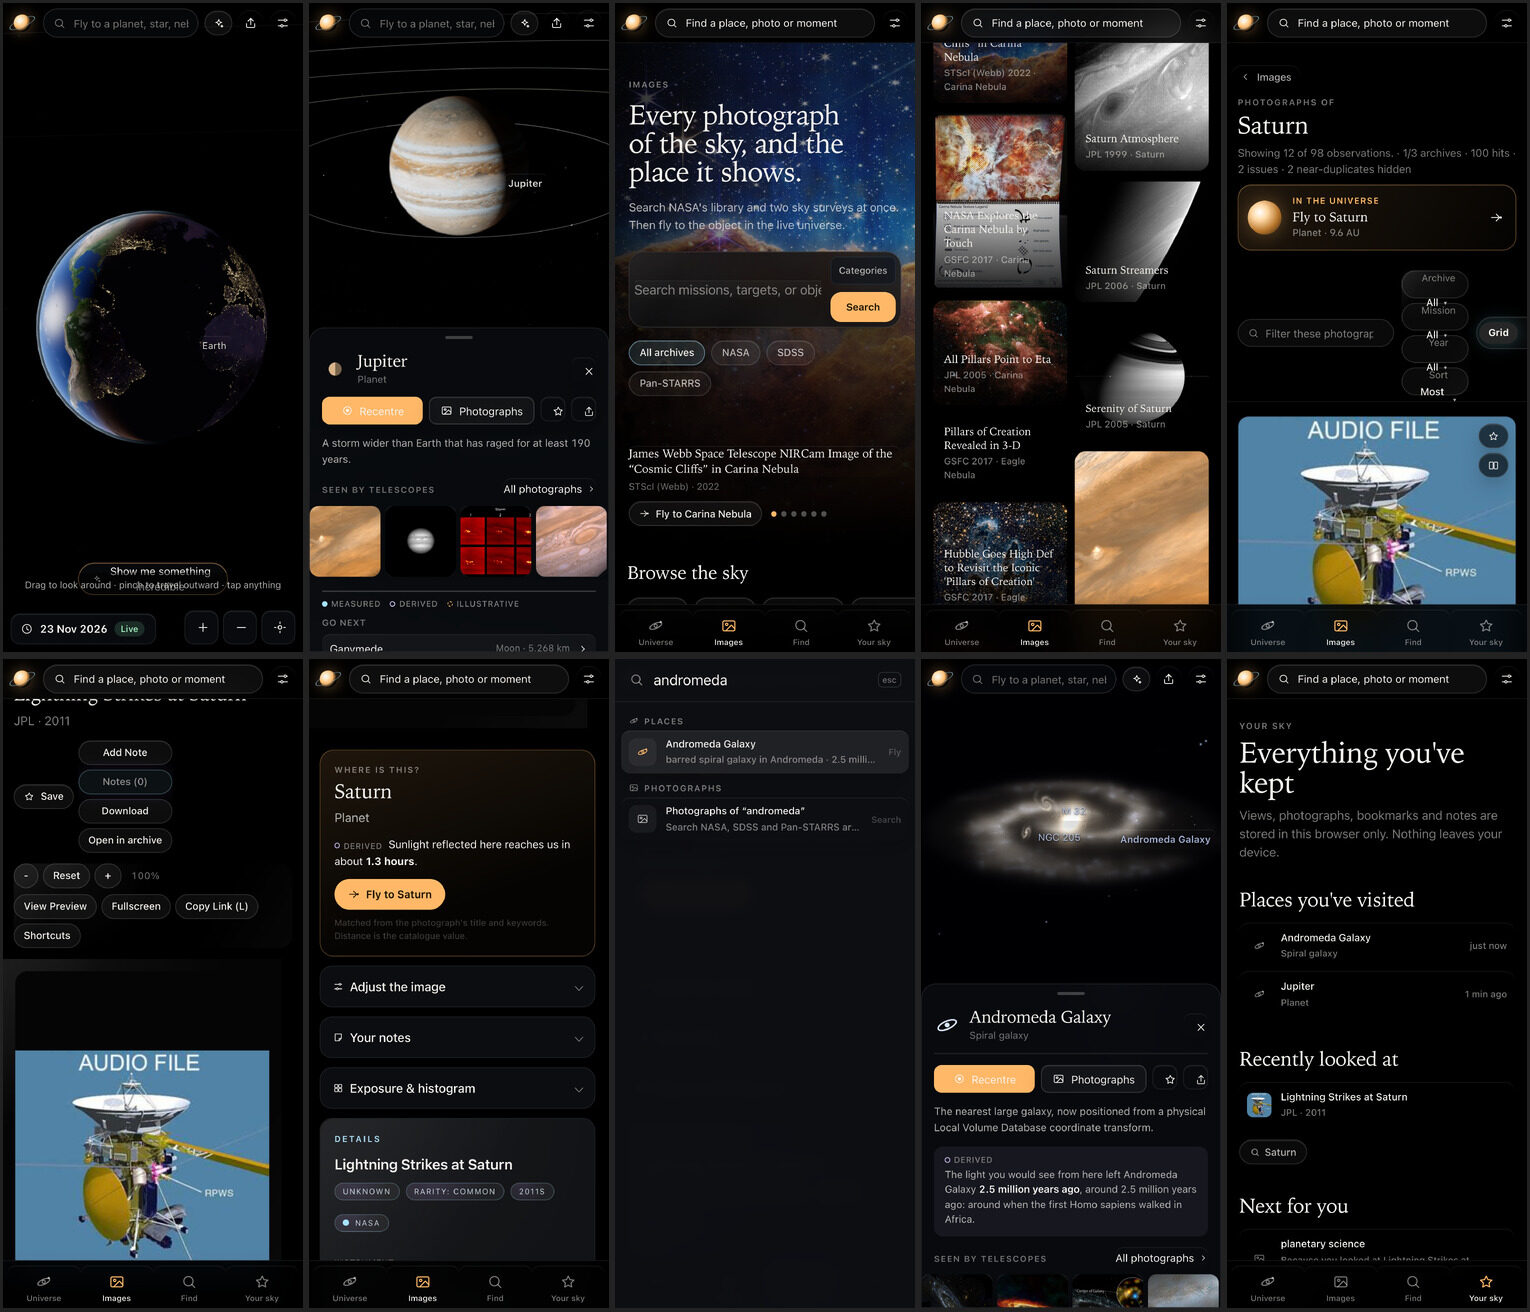 Fly to a planet, star, nel
Earth
Show me something
incredible
Drag to look around · pinch to travel outward · tap anything
23 Nov 2026 Live
+
−
Fly to a planet, star, nel
Jupiter
Jupiter
Planet
Recentre
Photographs
A storm wider than Earth that has raged for at least 190
years.
SEEN BY TELESCOPES
All photographs
MEASURED DERIVED ILLUSTRATIVE
GO NEXT
Ganymede
Moon · 5,268 km
Find a place, photo or moment
IMAGES
Every photograph
of the sky, and the
place it shows.
Search NASA's library and two sky surveys at once.
Then fly to the object in the live universe.
Search missions, targets, or obje
Categories
Search
All archives NASA SDSS
Pan-STARRS
James Webb Space Telescope NIRCam Image of the
“Cosmic Cliffs” in Carina Nebula
STScI (Webb) · 2022
Fly to Carina Nebula
Browse the sky
Universe Images Find Your sky
Find a place, photo or moment
Cliffs” in Carina
Nebula
STScI (Webb) 2022 ·
Carina Nebula
NASA Explores the
Carina Nebula by
Touch
GSFC 2017 · Carina
Nebula
All Pillars Point to Eta
JPL 2005 · Carina
Nebula
Pillars of Creation
Revealed in 3-D
GSFC 2017 · Eagle
Nebula
Hubble Goes High Def
to Revisit the Iconic
'Pillars of Creation'
GSFC 2017 · Eagle
Saturn Atmosphere
JPL 1999 · Saturn
Saturn Streamers
JPL 2006 · Saturn
Serenity of Saturn
JPL 2005 · Saturn
Universe Images Find Your sky
Find a place, photo or moment
Images
PHOTOGRAPHS OF
Saturn
Showing 12 of 98 observations. · 1/3 archives · 100 hits ·
2 issues · 2 near-duplicates hidden
IN THE UNIVERSE
Fly to Saturn
Planet · 9.6 AU
Filter these photograp
Archive
All
Mission
All
Year
All
Sort
Most
Grid
AUDIO FILE
RPWS
Universe Images Find Your sky
Find a place, photo or moment
Lightning Strikes at Saturn
JPL · 2011
Save
Add Note
Notes (0)
Download
Open in archive
- Reset + 100%
View Preview Fullscreen Copy Link (L)
Shortcuts
AUDIO FILE
RPWS
Universe Images Find Your sky
Find a place, photo or moment
WHERE IS THIS?
Saturn
Planet
DERIVED Sunlight reflected here reaches us in
about 1.3 hours.
Fly to Saturn
Matched from the photograph's title and keywords.
Distance is the catalogue value.
Adjust the image
Your notes
Exposure & histogram
DETAILS
Lightning Strikes at Saturn
UNKNOWN RARITY: COMMON 2011S
NASA
Universe Images Find Your sky
andromeda
esc
PLACES
Andromeda Galaxy
barred spiral galaxy in Andromeda · 2.5 milli...
Fly
PHOTOGRAPHS
Photographs of “andromeda”
Search NASA, SDSS and Pan-STARRS ar...
Search
Fly to a planet, star, nel
M 32
NGC 205
Andromeda Galaxy
Andromeda Galaxy
Spiral galaxy
Recentre
Photographs
The nearest large galaxy, now positioned from a physical
Local Volume Database coordinate transform.
DERIVED
The light you would see from here left Andromeda
Galaxy 2.5 million years ago, around 2.5 million years
ago: around when the first Homo sapiens walked in
Africa.
SEEN BY TELESCOPES
All photographs
Find a place, photo or moment
YOUR SKY
Everything you've
kept
Views, photographs, bookmarks and notes are
stored in this browser only. Nothing leaves your
device.
Places you've visited
Andromeda Galaxy
Spiral galaxy
just now
Jupiter
Planet
1 min ago
Recently looked at
Lightning Strikes at Saturn
JPL · 2011
Saturn
Next for you
planetary science
Because you looked at Lightning Strikes at
Universe Images Find Your sky